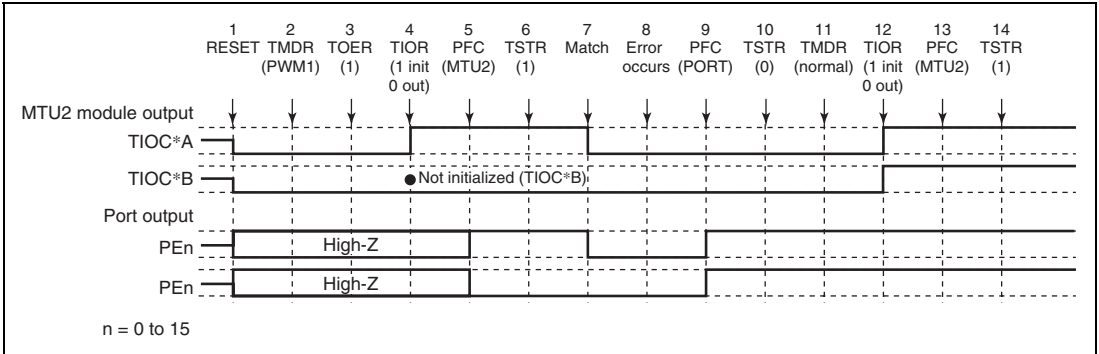 1 2 3 4 5 6 7 8 9 10 11 12 13 14
RESET TMDR TOER TIOR PFC TSTR Match Error PFC TSTR TMDR TIOR PFC TSTR
(PWM1) (1) (1 init (MTU2) (1) occurs (PORT) (0) (normal) (1 init (MTU2) (1)
0 out) 0 out)
MTU2 module output
TIOC*A
TIOC*B
Not initialized (TIOC*B)
Port output
PEn
High-Z
PEn
High-Z
n = 0 to 15